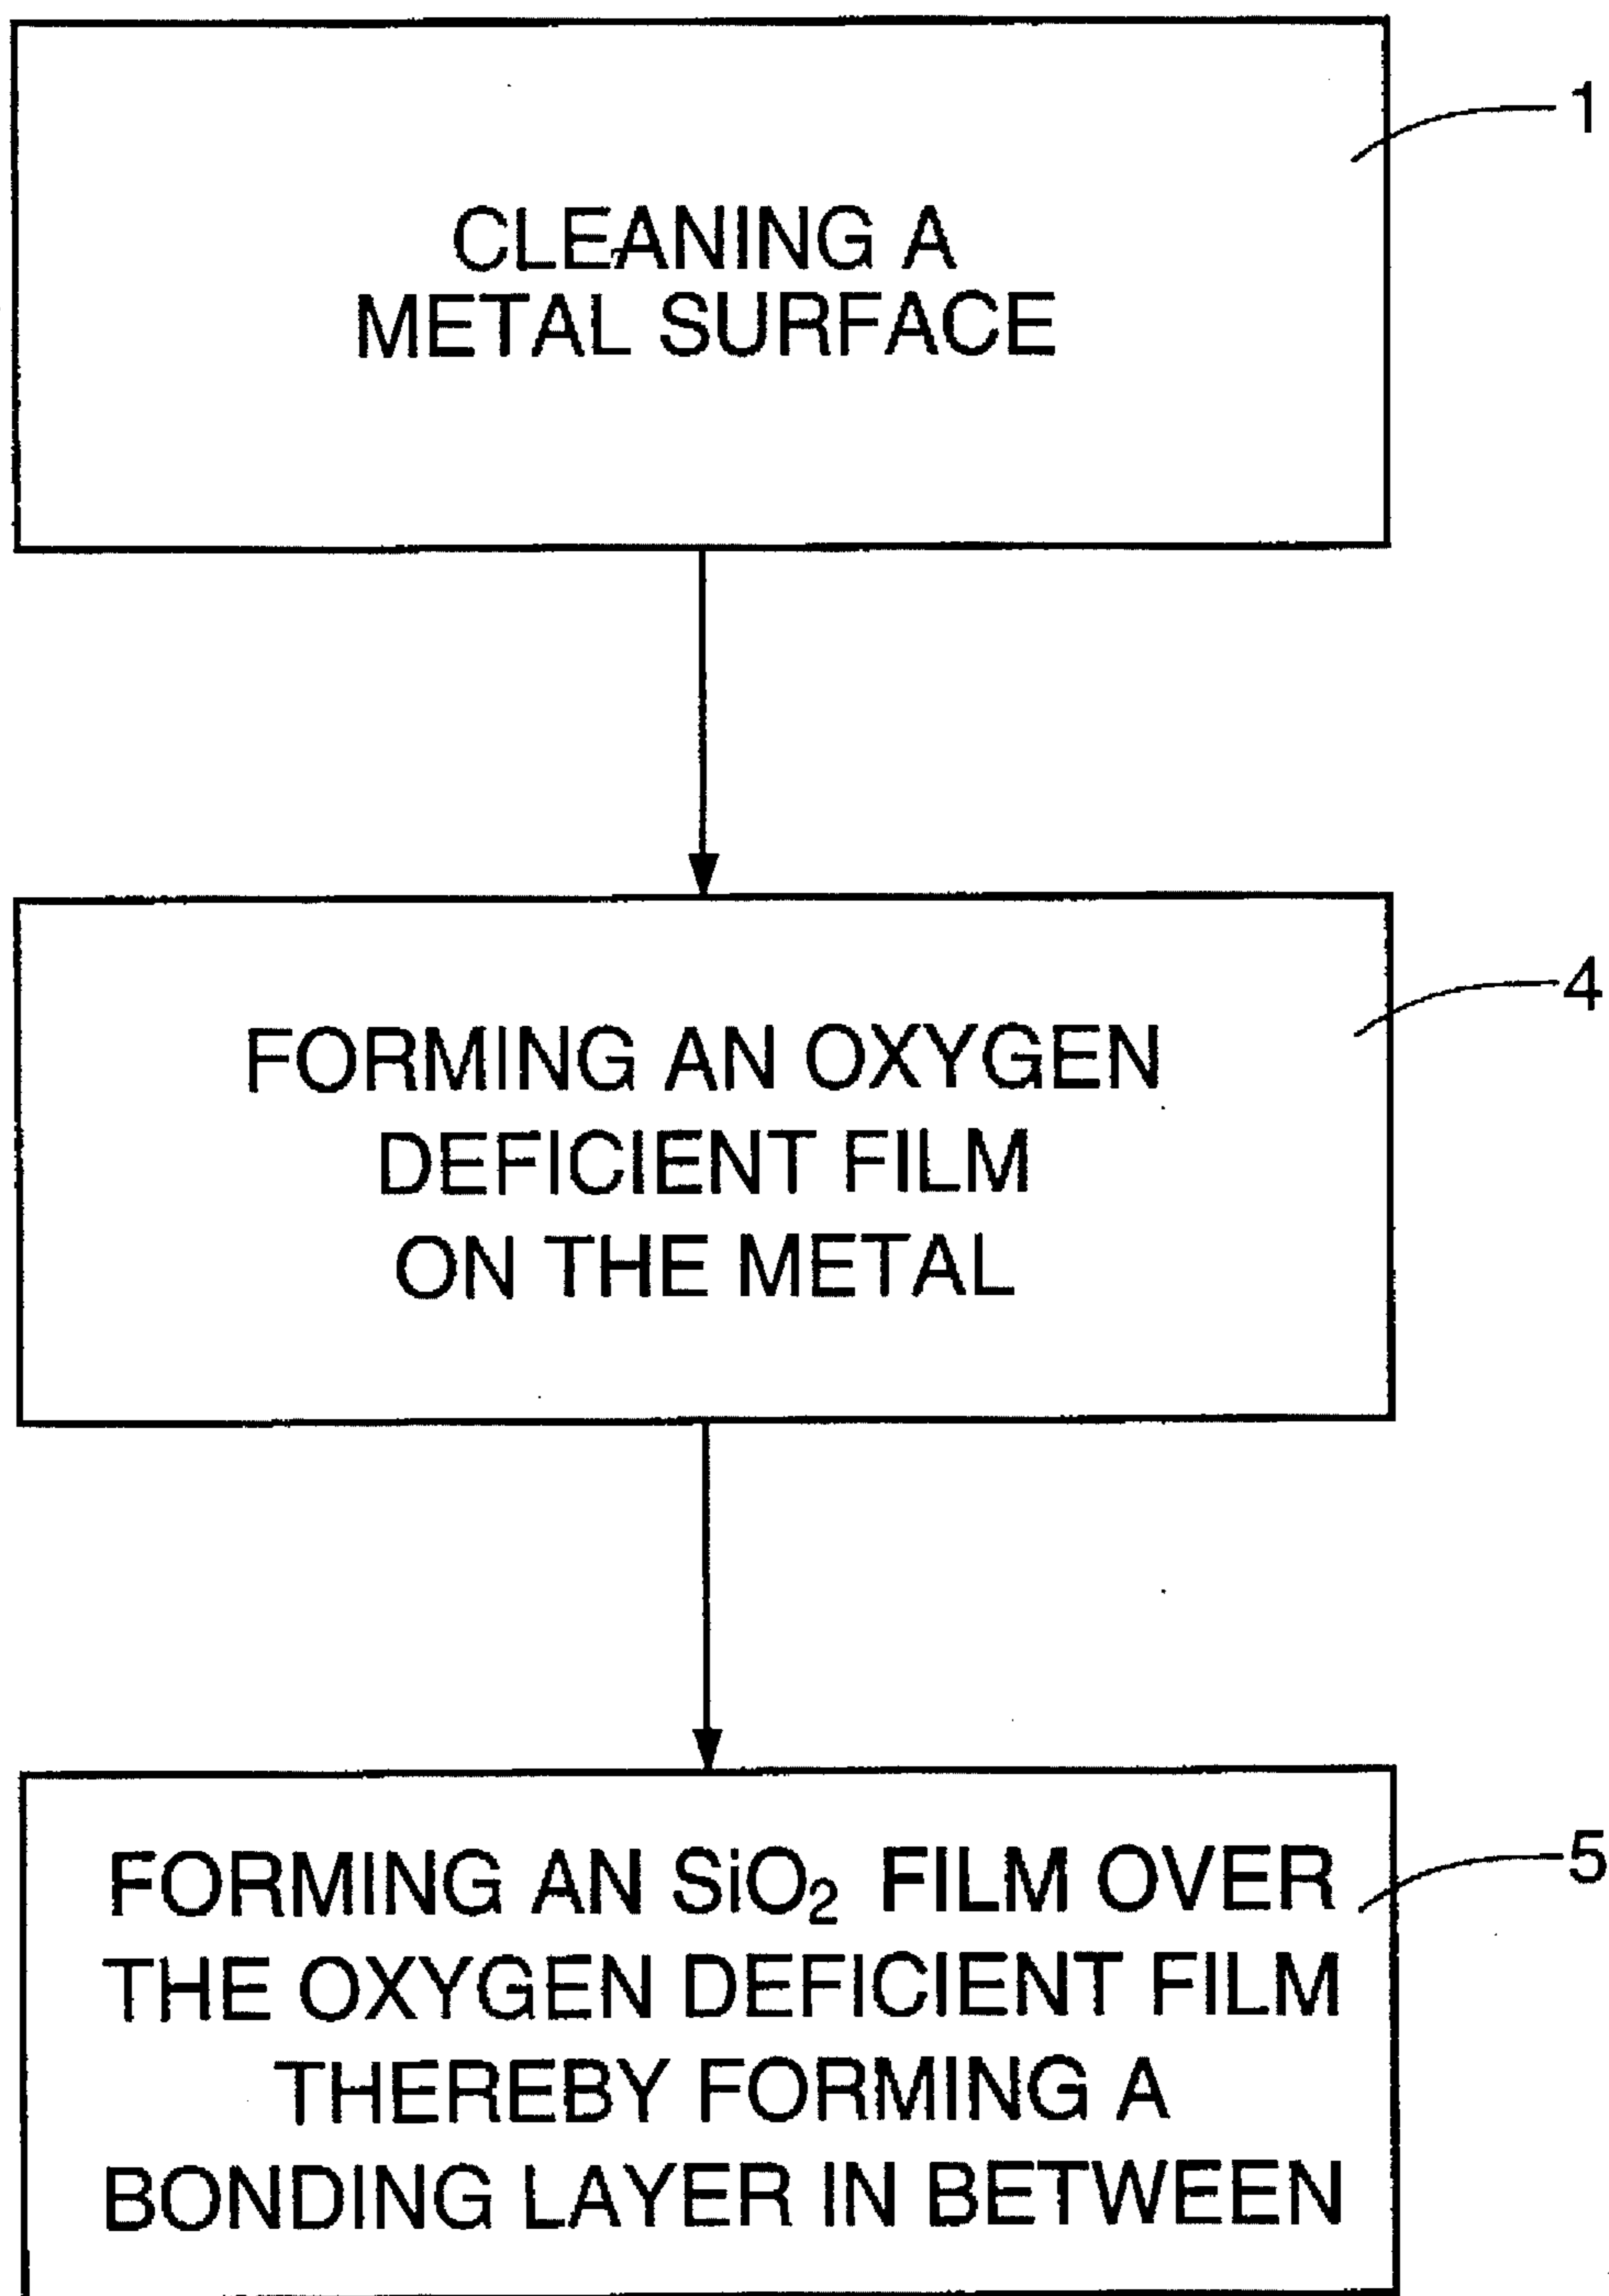 CLEANING A
METAL SURFACE
1
FORMING AN OXYGEN
DEFICIENT FILM
ON THE METAL
4
FORMING AN SiO₂ FILM OVER
THE OXYGEN DEFICIENT FILM
THEREBY FORMING A
BONDING LAYER IN BETWEEN
5